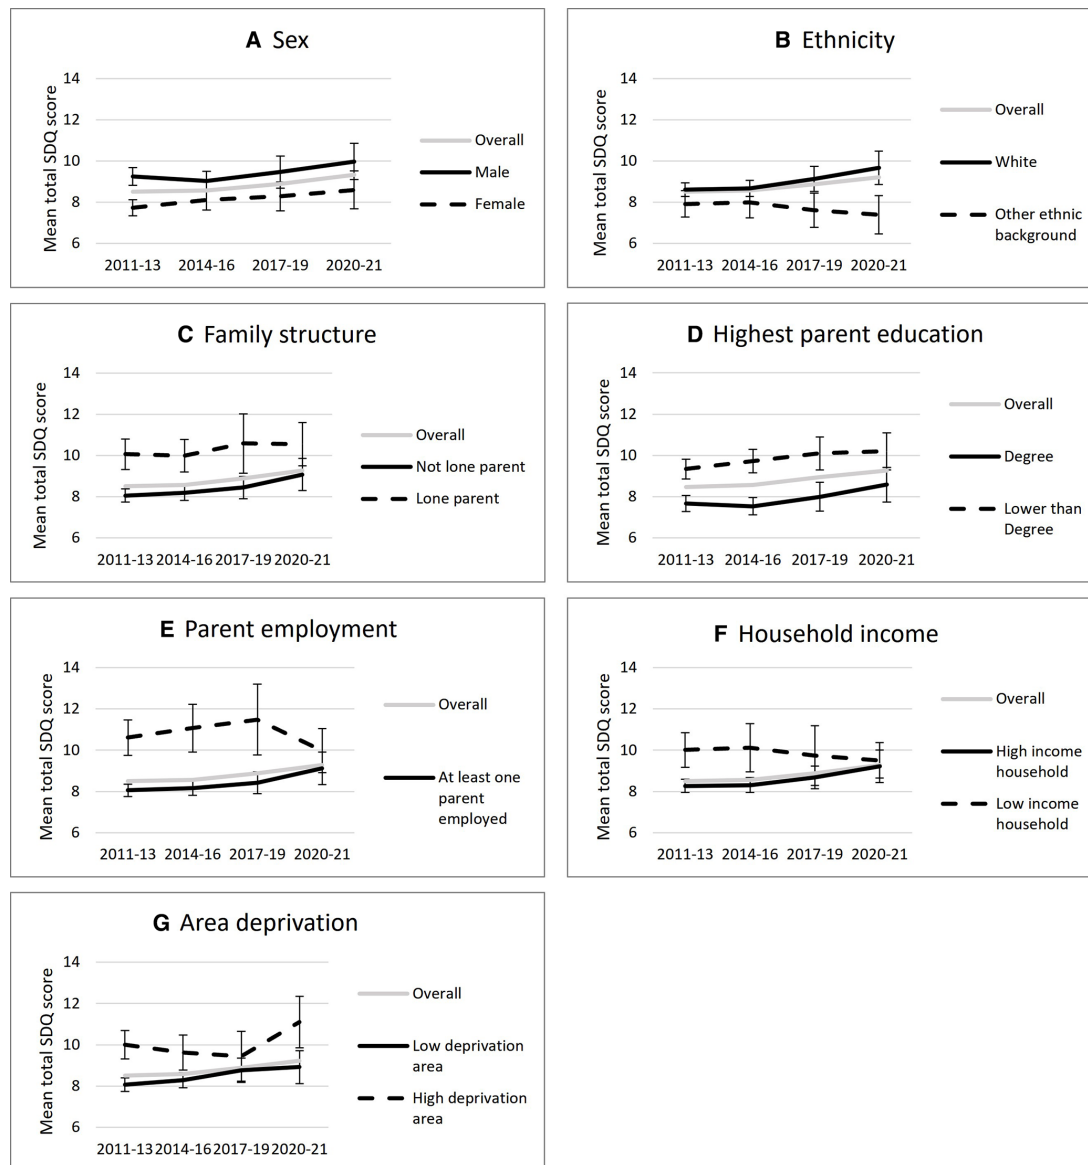 A Sex
Mean total SDQ score
14
12
10
8
6
2011-13 2014-16 2017-19 2020-21
Overall
Male
Female
B Ethnicity
Mean total SDQ score
14
12
10
8
6
2011-13 2014-16 2017-19 2020-21
Overall
White
Other ethnic
background
C Family structure
Mean total SDQ score
14
12
10
8
6
2011-13 2014-16 2017-19 2020-21
Overall
Not lone parent
Lone parent
D Highest parent education
Mean total SDQ score
14
12
10
8
6
2011-13 2014-16 2017-19 2020-21
Overall
Degree
Lower than
Degree
E Parent employment
Mean total SDQ score
14
12
10
8
6
2011-13 2014-16 2017-19 2020-21
Overall
At least one
parent
employed
F Household income
Mean total SDQ score
14
12
10
8
6
2011-13 2014-16 2017-19 2020-21
Overall
High income
household
Low income
household
G Area deprivation
Mean total SDQ score
14
12
10
8
6
2011-13 2014-16 2017-19 2020-21
Overall
Low deprivation
area
High deprivation
area